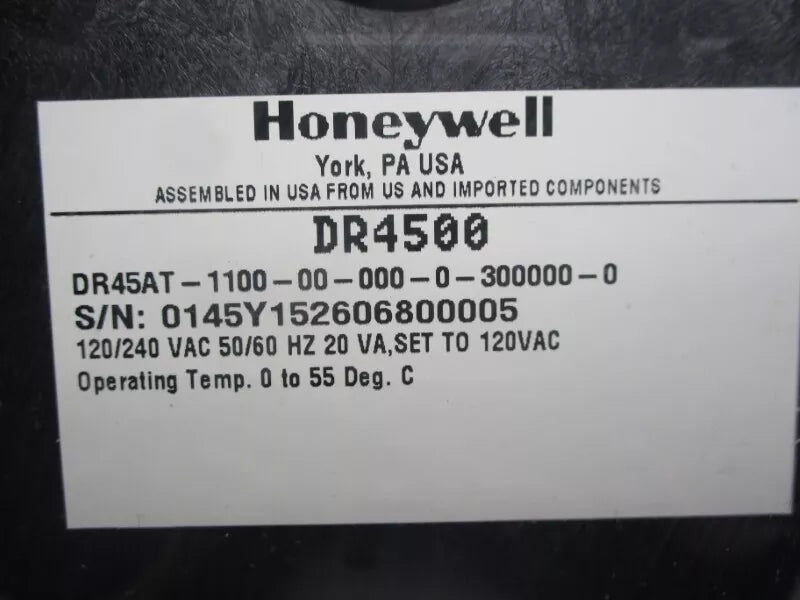 Honeywell
York, PA USA
ASSEMBLED IN USA FROM US AND IMPORTED COMPONENTS
DR4500
DR45AT-1100-00-000-0-300000-0
S/N: 0145Y152606800005
120/240 VAC 50/60 HZ 20 VA,SET TO 120VAC
Operating Temp. 0 to 55 Deg. C